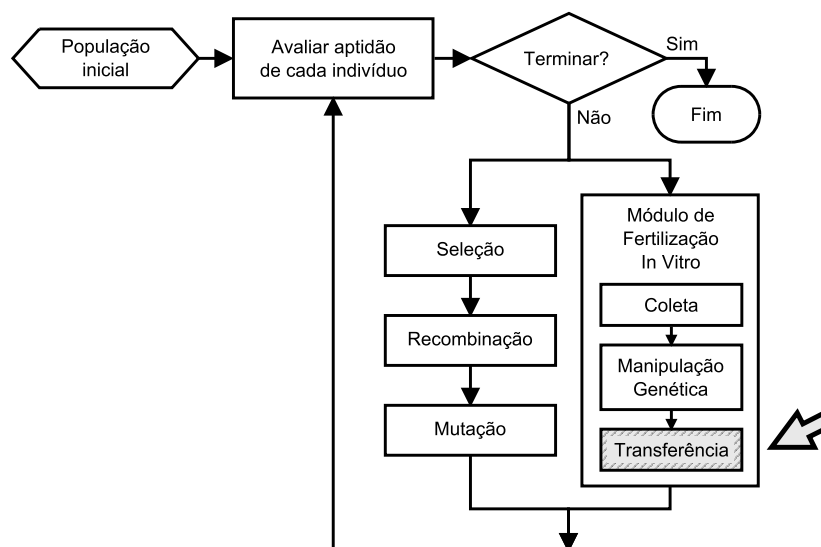 População
inicial
Avaliar aptidão
de cada indivíduo
Terminar?
Sim
Fim
Não
Seleção
Recombinação
Mutação
Módulo de
Fertilização
In Vitro
Coleta
Manipulação
Genética
Transferência